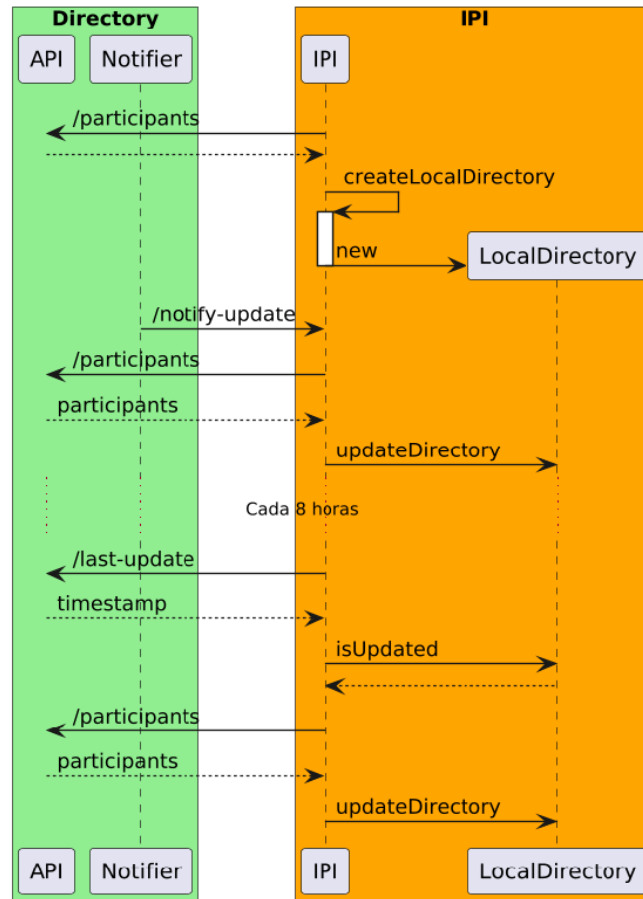 Directory IPI
API Notifier IPI
/participants
createLocalDirectory
new LocalDirectory
/notify-update
/participants
participants
updateDirectory
Cada 8 horas
/last-update
timestamp
isUpdated
/participants
participants
updateDirectory
API Notifier IPI LocalDirectory